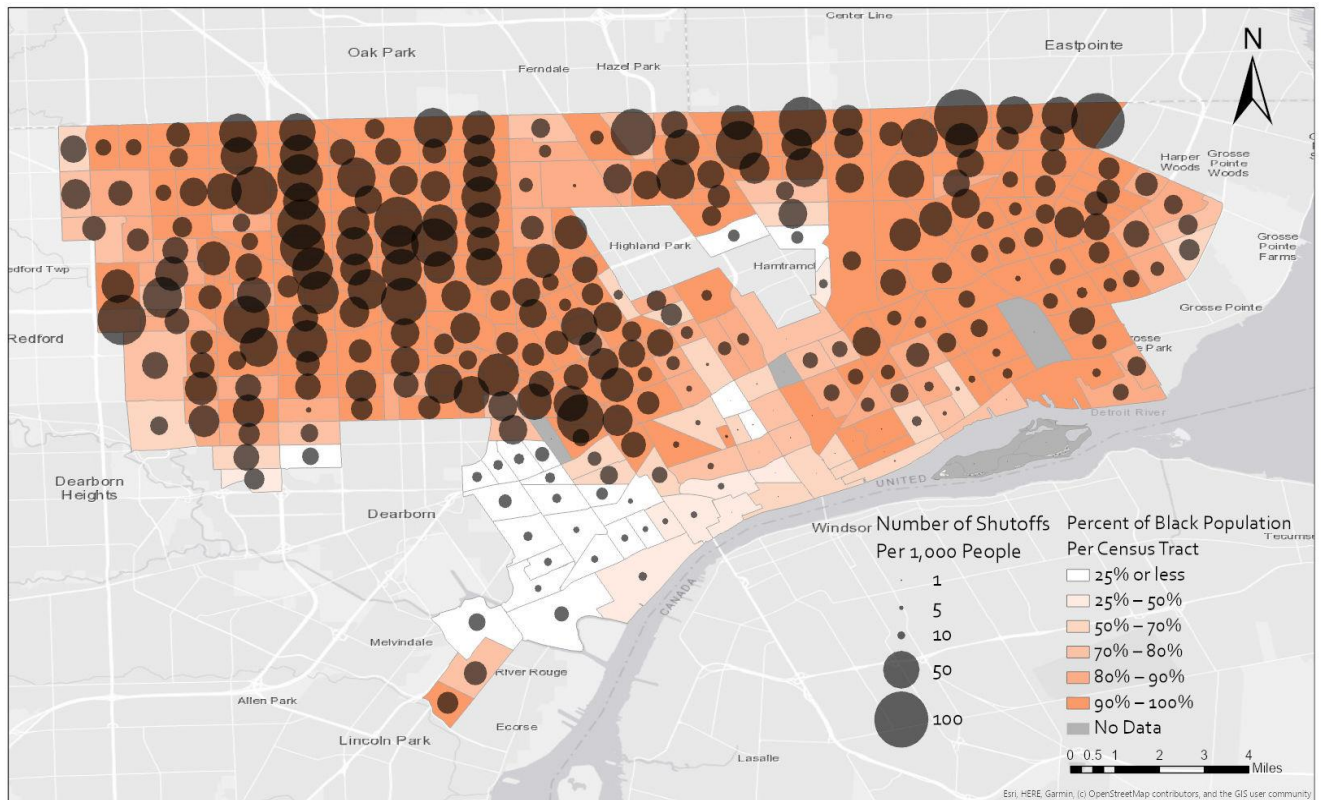 Center Line
Oak Park
Eastpointe
N
Ferndale
Hazel Park
Harper
Woods
Grosse
Pointe
Woods
Highland Park
Grosse
Pointe
Farms
edford Twp
Hamtramck
Grosse Pointe
Redford
rosse
e Park
Detroit River
UNITED
Dearborn
Heights
Dearborn
Windsor
CANADA
Tecumse
Melvindale
River Rouge
Allen Park
Ecorse
Lincoln Park
Lasalle
Number of Shutoffs
Per 1,000 People
1
5
10
50
100
Percent of Black Population
Per Census Tract
25% or less
25% – 50%
50% – 70%
70% – 80%
80% – 90%
90% – 100%
No Data
0 0.5 1 2 3 4
Miles
Esri, HERE, Garmin, (c) OpenStreetMap contributors, and the GIS user community